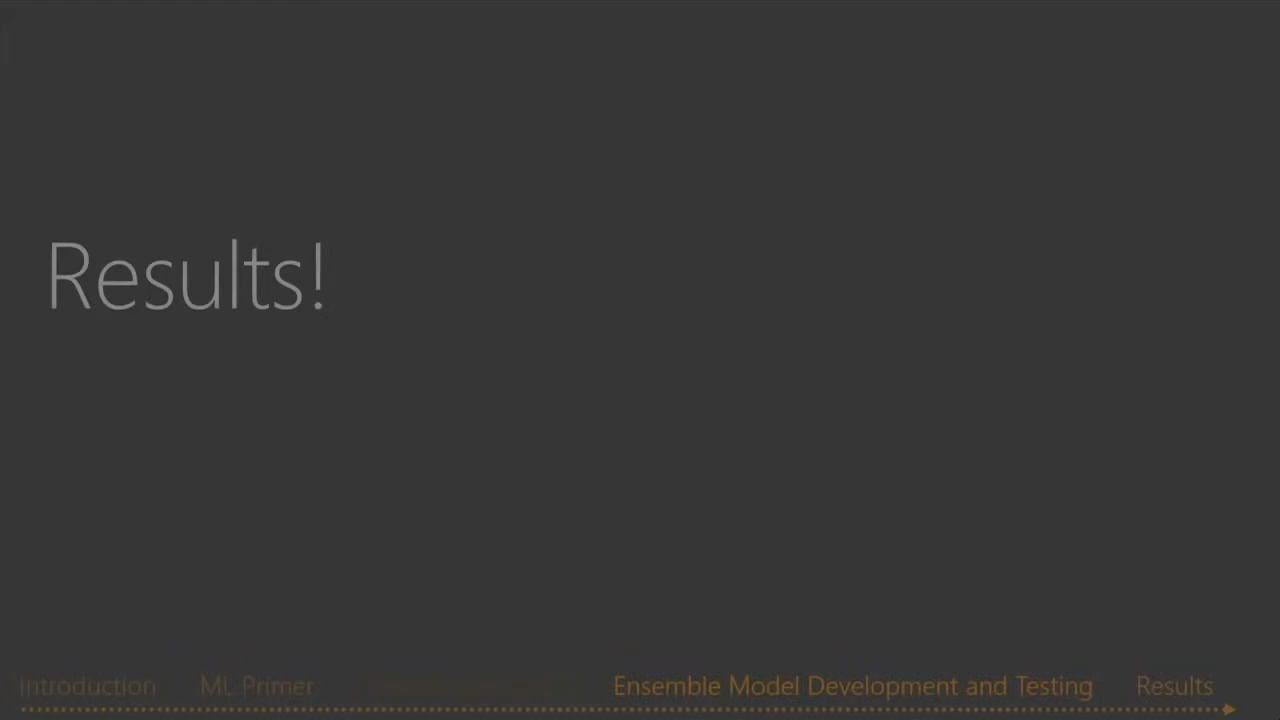 Results!
Introduction ML Primer Ensemble Model Development and Testing Results